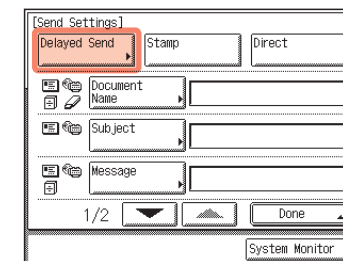 [Send Settings]
Delayed Send Stamp Direct
Document
Name
Subject
Message
1/2 Done
System Monitor